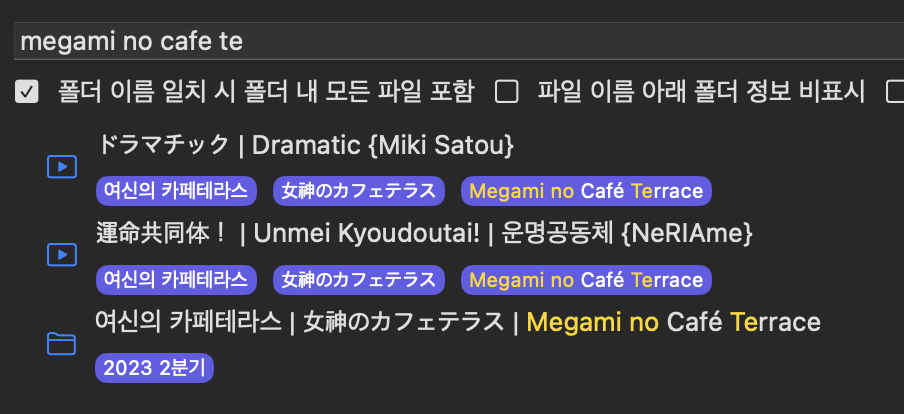 megami no cafe te
폴더 이름 일치 시 폴더 내 모든 파일 포함 파일 이름 아래 폴더 정보 비표시
ドラマチック | Dramatic {Miki Satou}
여신의 카페테라스 女神のカフェテラス Megami no Café Terrace
運命共同体！ | Unmei Kyoudoutai! | 운명공동체 {NeRIAme}
여신의 카페테라스 女神のカフェテラス Megami no Café Terrace
여신의 카페테라스 | 女神のカフェテラス | Megami no Café Terrace
2023 2분기